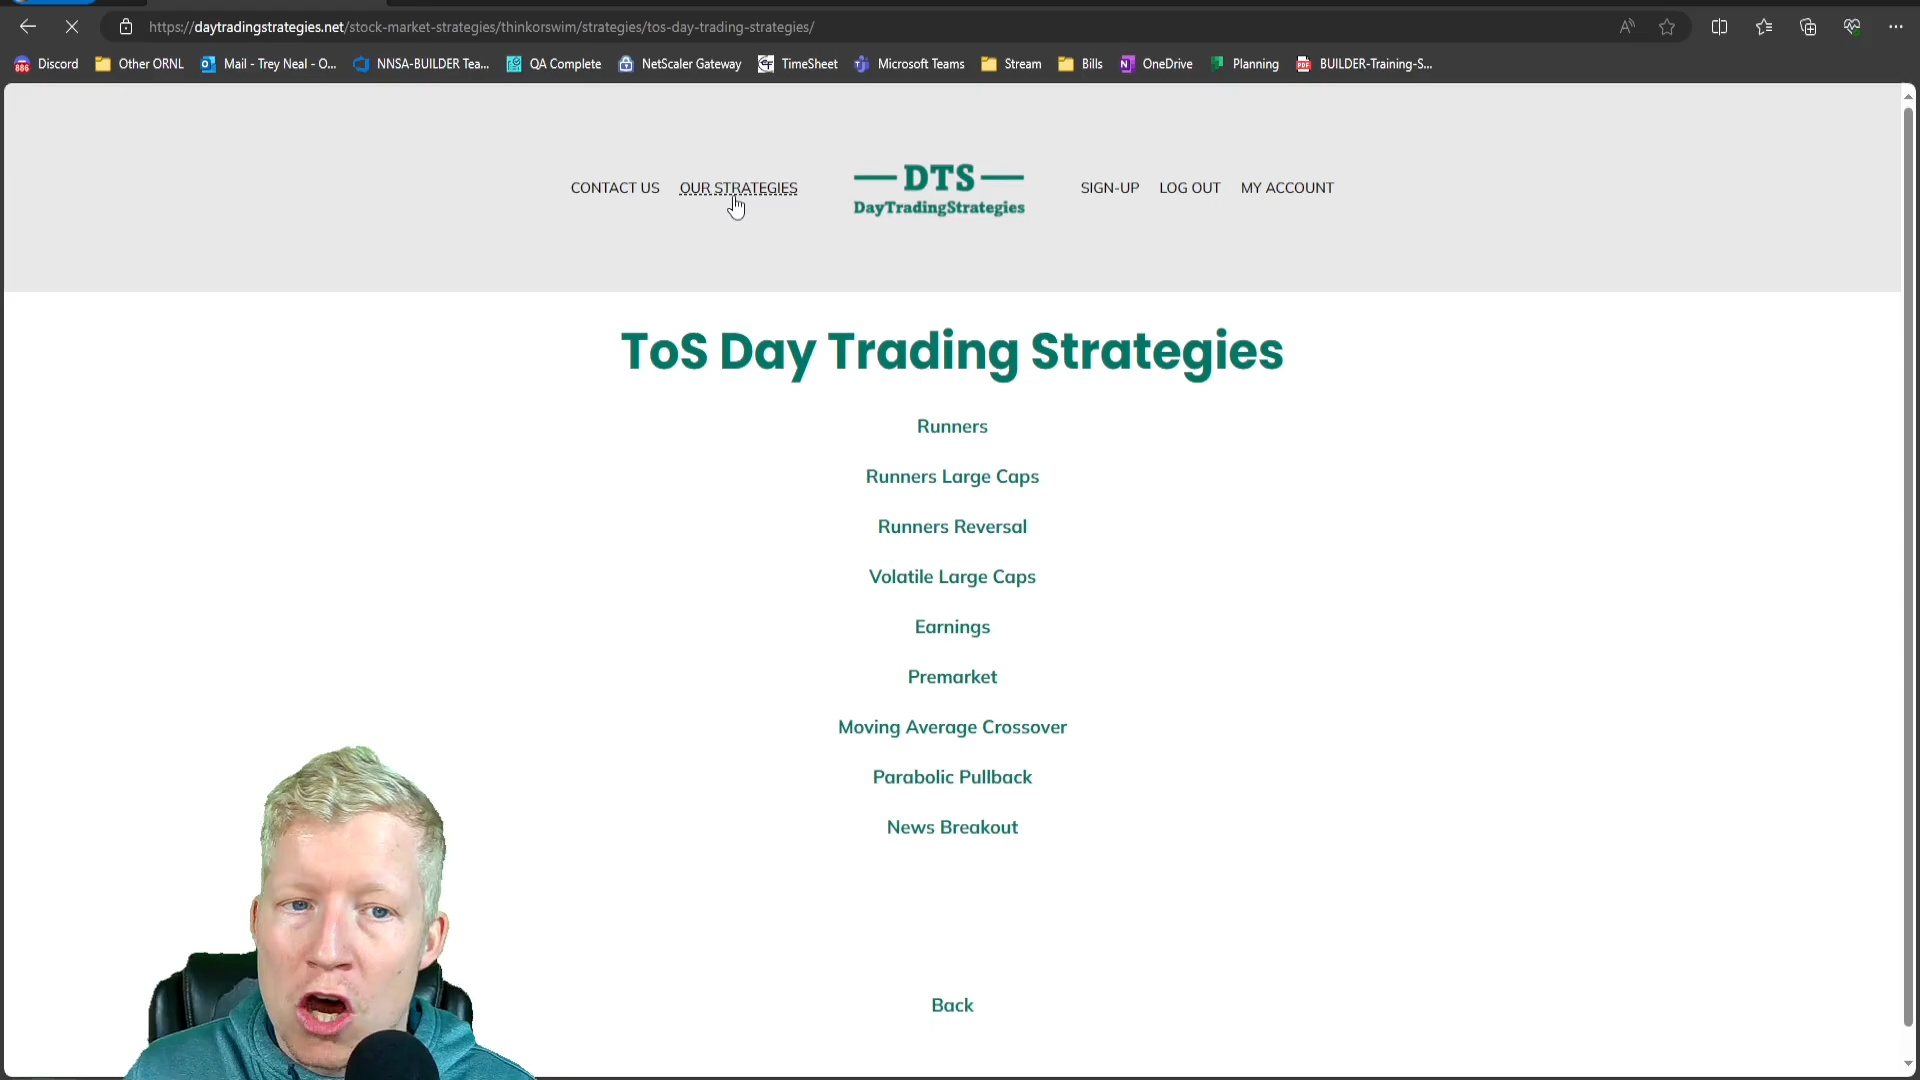 https://daytradingstrategies.net/stock-market-strategies/thinkorswim/strategies/tos-day-trading-strategies/
Discord Other ORNL Mail - Trey Neal - O... NNSA-BUILDER Tea... QA Complete NetScaler Gateway TimeSheet Microsoft Teams Stream Bills OneDrive Planning BUILDER-Training-S...
CONTACT US OUR STRATEGIES DTS SIGN-UP LOG OUT MY ACCOUNT
DayTradingStrategies
ToS Day Trading Strategies
Runners
Runners Large Caps
Runners Reversal
Volatile Large Caps
Earnings
Premarket
Moving Average Crossover
Parabolic Pullback
News Breakout
Back